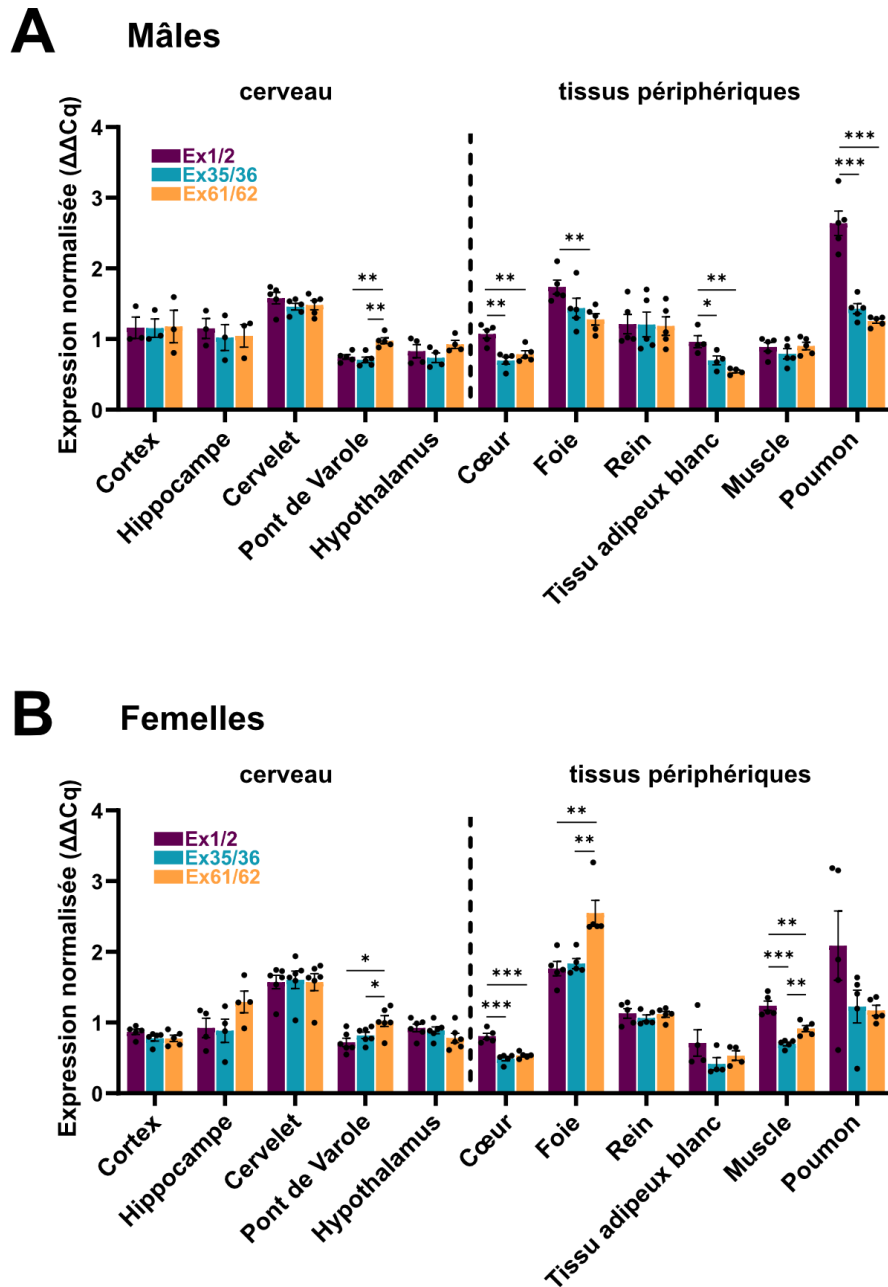 A Mâles
cerveau tissus périphériques
Expression normalisée (ΔΔCq)
4
3
2
1
0
Ex1/2
Ex35/36
Ex61/62
** ** ** ** ** * ** *** ***
Cortex Hippocampe Cervelet Pont de Varole Hypothalamus Cœur Foie Rein Tissu adipeux blanc Muscle Poumon
B Femelles
cerveau tissus périphériques
Expression normalisée (ΔΔCq)
4
3
2
1
0
Ex1/2
Ex35/36
Ex61/62
* * *** *** ** ** ** *** **
Cortex Hippocampe Cervelet Pont de Varole Hypothalamus Cœur Foie Rein Tissu adipeux blanc Muscle Poumon